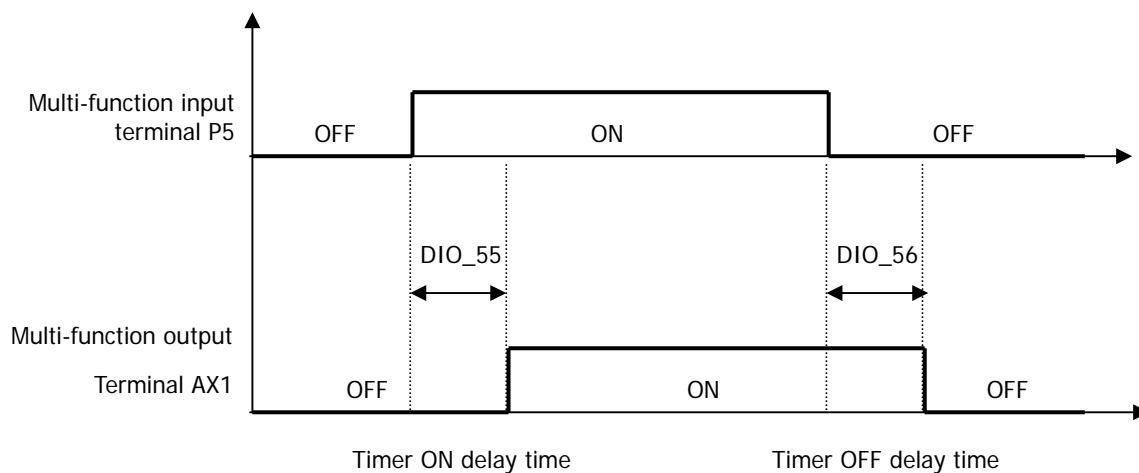 Multi-function input
terminal P5
OFF ON OFF
DIO_55 DIO_56
Multi-function output
Terminal AX1
OFF ON OFF
Timer ON delay time Timer OFF delay time